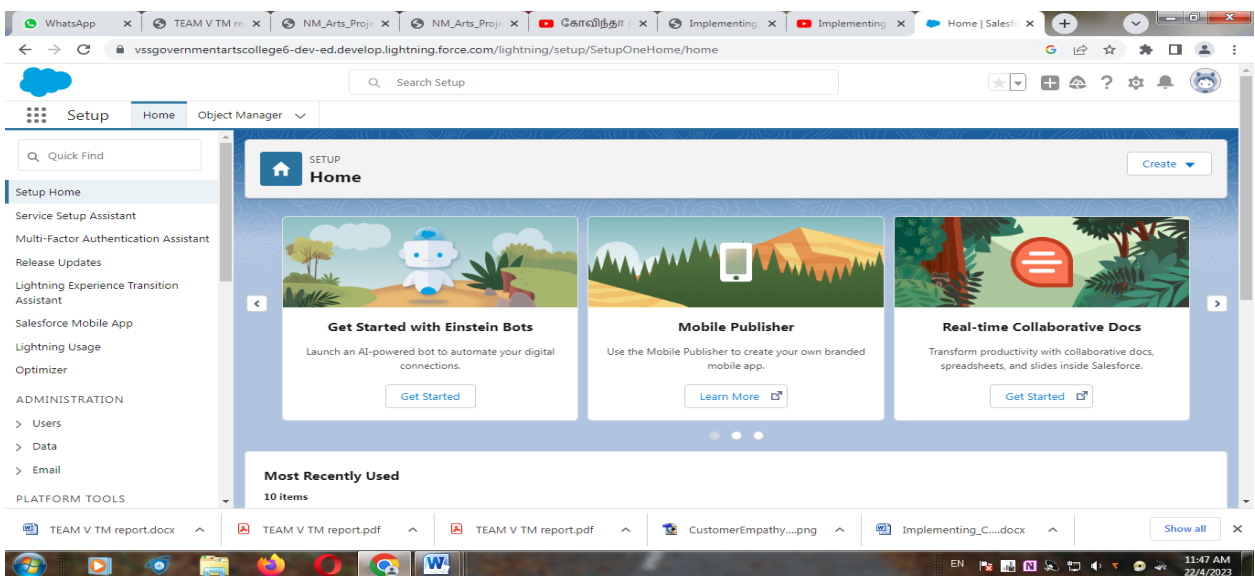 WhatsApp
TEAM V TM re
NM_Arts_Proje
NM_Arts_Proje
கோவிந்தா
Implementing
Implementing
Home | Salesfo
vssgovernmentartscollege6-dev-ed.develop.lightning.force.com/lightning/setup/SetupOneHome/home
Search Setup
Setup
Home
Object Manager
Quick Find
SETUP
Home
Create
Setup Home
Service Setup Assistant
Multi-Factor Authentication Assistant
Release Updates
Lightning Experience Transition
Assistant
Salesforce Mobile App
Lightning Usage
Optimizer
ADMINISTRATION
Users
Data
Email
PLATFORM TOOLS
Get Started with Einstein Bots
Launch an AI-powered bot to automate your digital
connections.
Get Started
Mobile Publisher
Use the Mobile Publisher to create your own branded
mobile app.
Learn More
Real-time Collaborative Docs
Transform productivity with collaborative docs,
spreadsheets, and slides inside Salesforce.
Get Started
Most Recently Used
10 items
TEAM V TM report.docx
TEAM V TM report.pdf
TEAM V TM report.pdf
CustomerEmpathy....png
Implementing_C....docx
Show all
EN
11:47 AM
22/4/2023